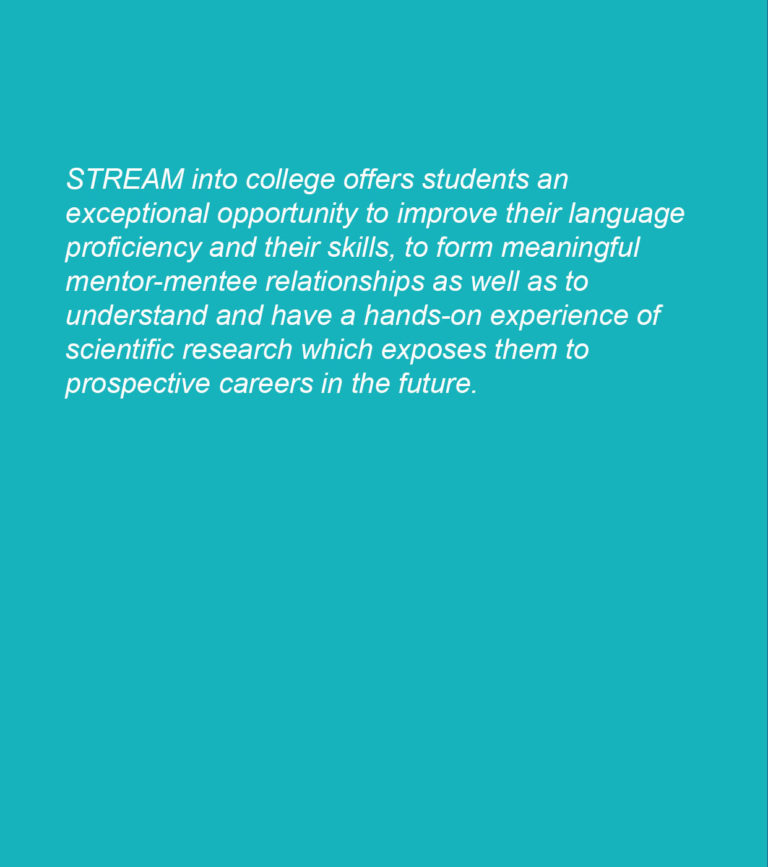 STREAM into college offers students an
exceptional opportunity to improve their language
proficiency and their skills, to form meaningful
mentor-mentee relationships as well as to
understand and have a hands-on experience of
scientific research which exposes them to
prospective careers in the future.